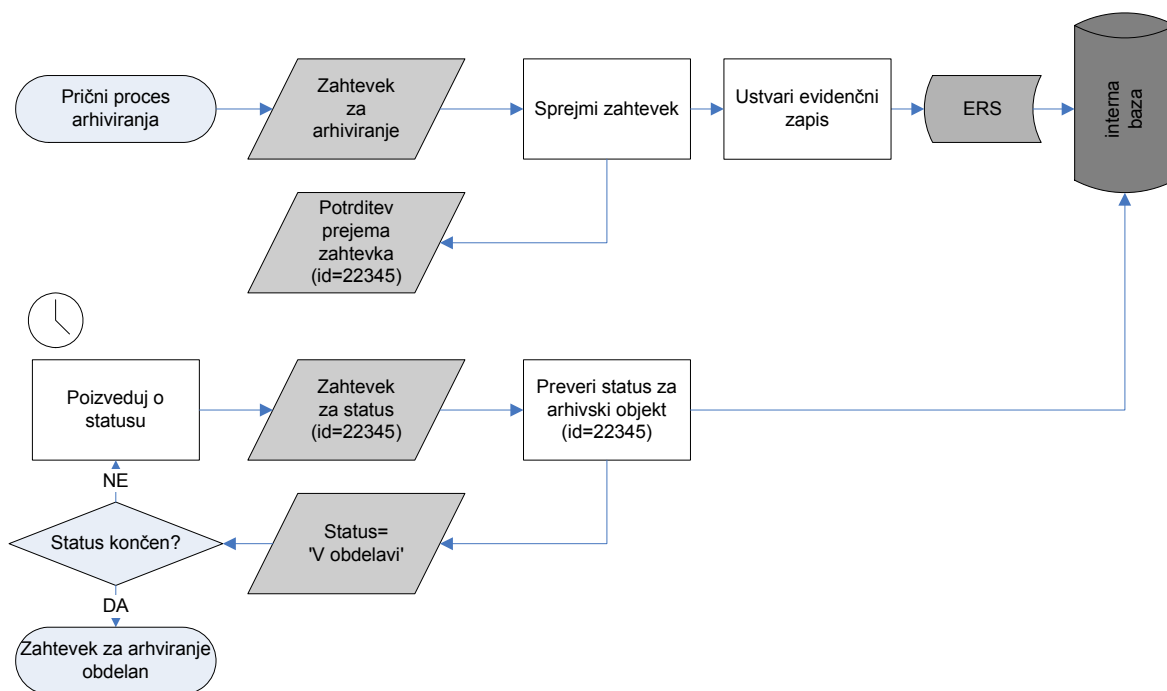 Prični proces
arhiviranja
Zahtevek
za
arhiviranje
Sprejmi zahtevek
Ustvari evidenčni
zapis
ERS
interna
baza
Potrditev
prejema
zahtevka
(id=22345)
Poizveduj o
statusu
Zahtevek
za status
(id=22345)
Preveri status za
arhivski objekt
(id=22345)
NE
Status končen?
Status=
'V obdelavi'
DA
Zahtevek za arhviranje
obdelan